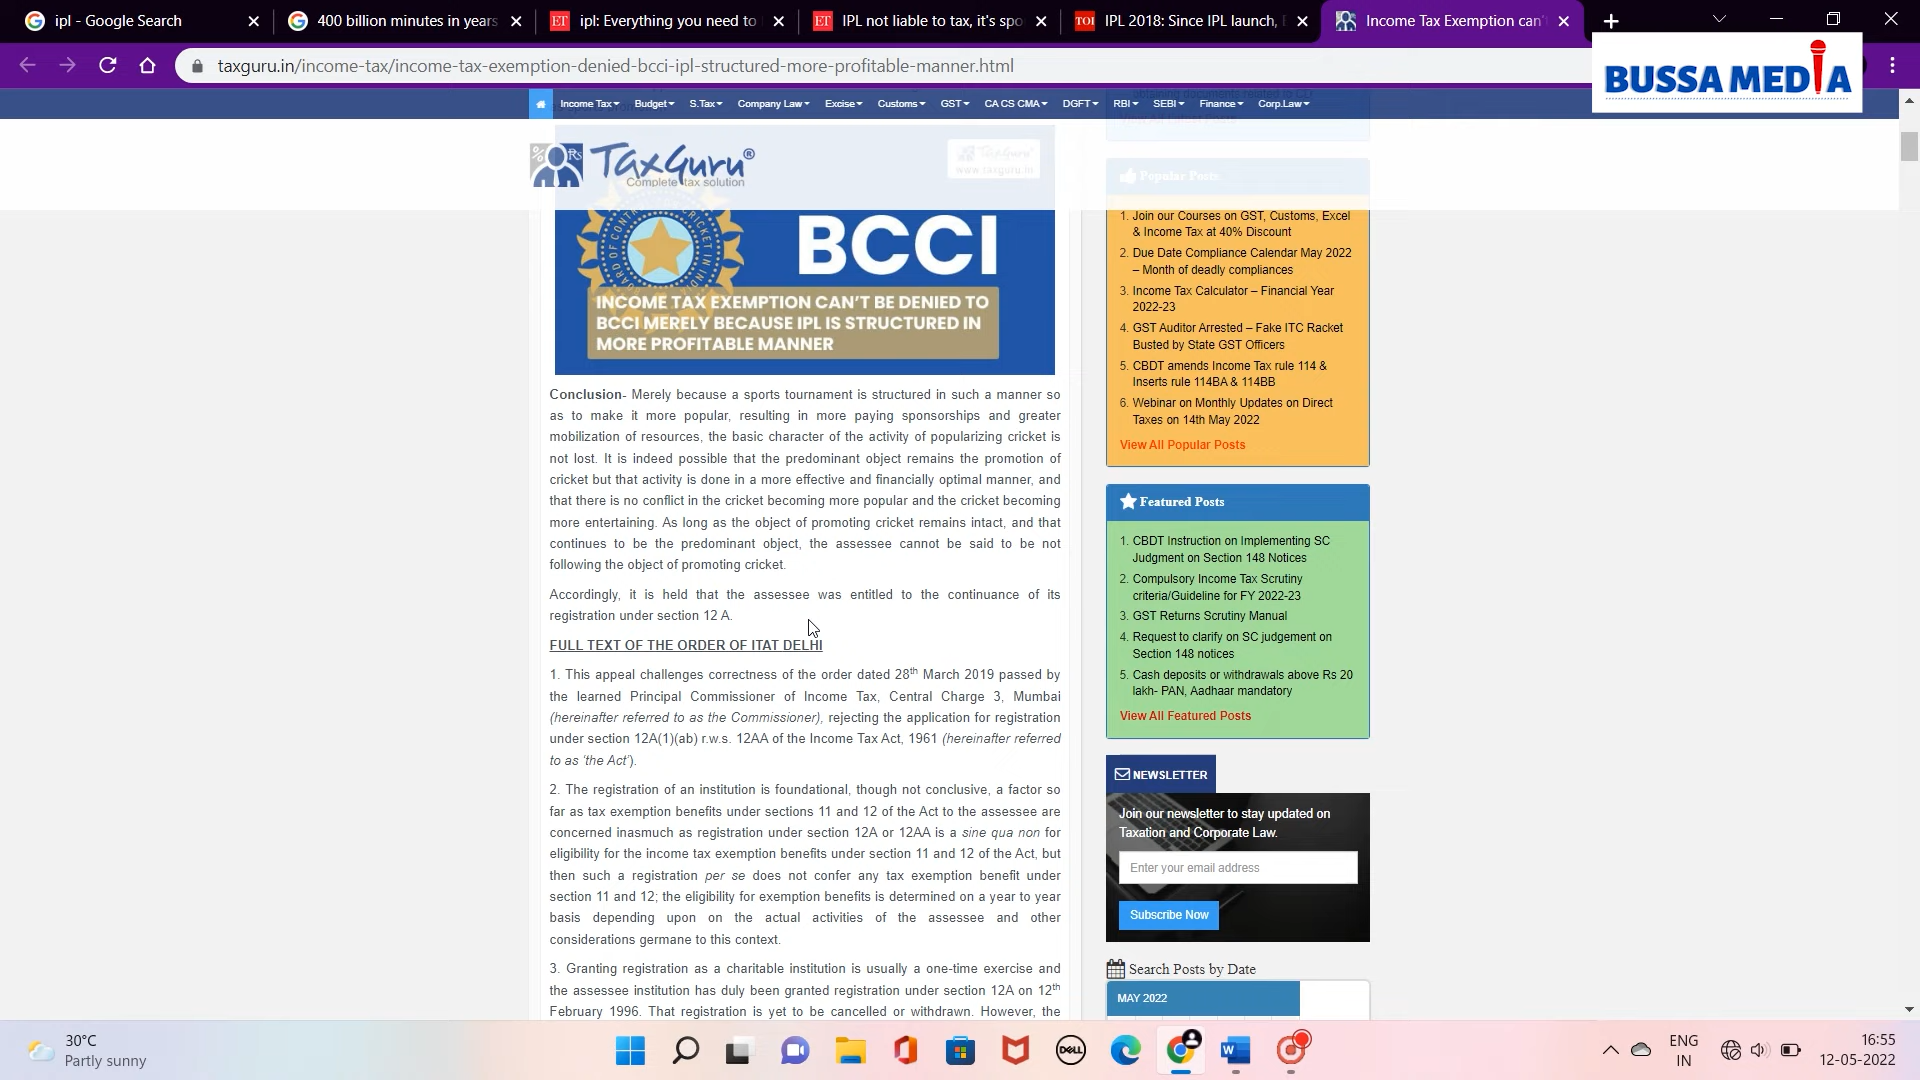 ipl - Google Search
400 billion minutes in years
ipl: Everything you need to
IPL not liable to tax, it's spo
IPL 2018: Since IPL launch,
Income Tax Exemption can'
taxguru.in/income-tax/income-tax-exemption-denied-bcci-ipl-structured-more-profitable-manner.html
BUSSA MEDIA
Income Tax Budget S.Tax Company Law Excise Customs GST CA CS CMA DGFT RBI SEBI Finance Corp.Law
TaxGuru®
Complete tax solution
TaxGuru
www.taxguru.in
BCCI
INCOME TAX EXEMPTION CAN'T BE DENIED TO
BCCI MERELY BECAUSE IPL IS STRUCTURED IN
MORE PROFITABLE MANNER
Conclusion- Merely because a sports tournament is structured in such a manner so
as to make it more popular, resulting in more paying sponsorships and greater
mobilization of resources, the basic character of the activity of popularizing cricket is
not lost. It is indeed possible that the predominant object remains the promotion of
cricket but that activity is done in a more effective and financially optimal manner, and
that there is no conflict in the cricket becoming more popular and the cricket becoming
more entertaining. As long as the object of promoting cricket remains intact, and that
continues to be the predominant object, the assessee cannot be said to be not
following the object of promoting cricket.
Accordingly, it is held that the assessee was entitled to the continuance of its
registration under section 12 A.
FULL TEXT OF THE ORDER OF ITAT DELHI
1. This appeal challenges correctness of the order dated 28th March 2019 passed by
the learned Principal Commissioner of Income Tax, Central Charge 3, Mumbai
(hereinafter referred to as the Commissioner), rejecting the application for registration
under section 12A(1)(ab) r.w.s. 12AA of the Income Tax Act, 1961 (hereinafter referred
to as 'the Act').
2. The registration of an institution is foundational, though not conclusive, a factor so
far as tax exemption benefits under sections 11 and 12 of the Act to the assessee are
concerned inasmuch as registration under section 12A or 12AA is a sine qua non for
eligibility for the income tax exemption benefits under section 11 and 12 of the Act, but
then such a registration per se does not confer any tax exemption benefit under
section 11 and 12; the eligibility for exemption benefits is determined on a year to year
basis depending upon on the actual activities of the assessee and other
considerations germane to this context.
3. Granting registration as a charitable institution is usually a one-time exercise and
the assessee institution has duly been granted registration under section 12A on 12th
February 1996. That registration is yet to be cancelled or withdrawn. However, the
Popular Posts
1. Join our Courses on GST, Customs, Excel
& Income Tax at 40% Discount
2. Due Date Compliance Calendar May 2022
– Month of deadly compliances
3. Income Tax Calculator – Financial Year
2022-23
4. GST Auditor Arrested – Fake ITC Racket
Busted by State GST Officers
5. CBDT amends Income Tax rule 114 &
Inserts rule 114BA & 114BB
6. Webinar on Monthly Updates on Direct
Taxes on 14th May 2022
View All Popular Posts
Featured Posts
1. CBDT Instruction on Implementing SC
Judgment on Section 148 Notices
2. Compulsory Income Tax Scrutiny
criteria/Guideline for FY 2022-23
3. GST Returns Scrutiny Manual
4. Request to clarify on SC judgement on
Section 148 notices
5. Cash deposits or withdrawals above Rs 20
lakh- PAN, Aadhaar mandatory
View All Featured Posts
NEWSLETTER
Join our newsletter to stay updated on
Taxation and Corporate Law.
Enter your email address
Subscribe Now
Search Posts by Date
MAY 2022
30°C
Partly sunny
ENG
IN
16:55
12-05-2022